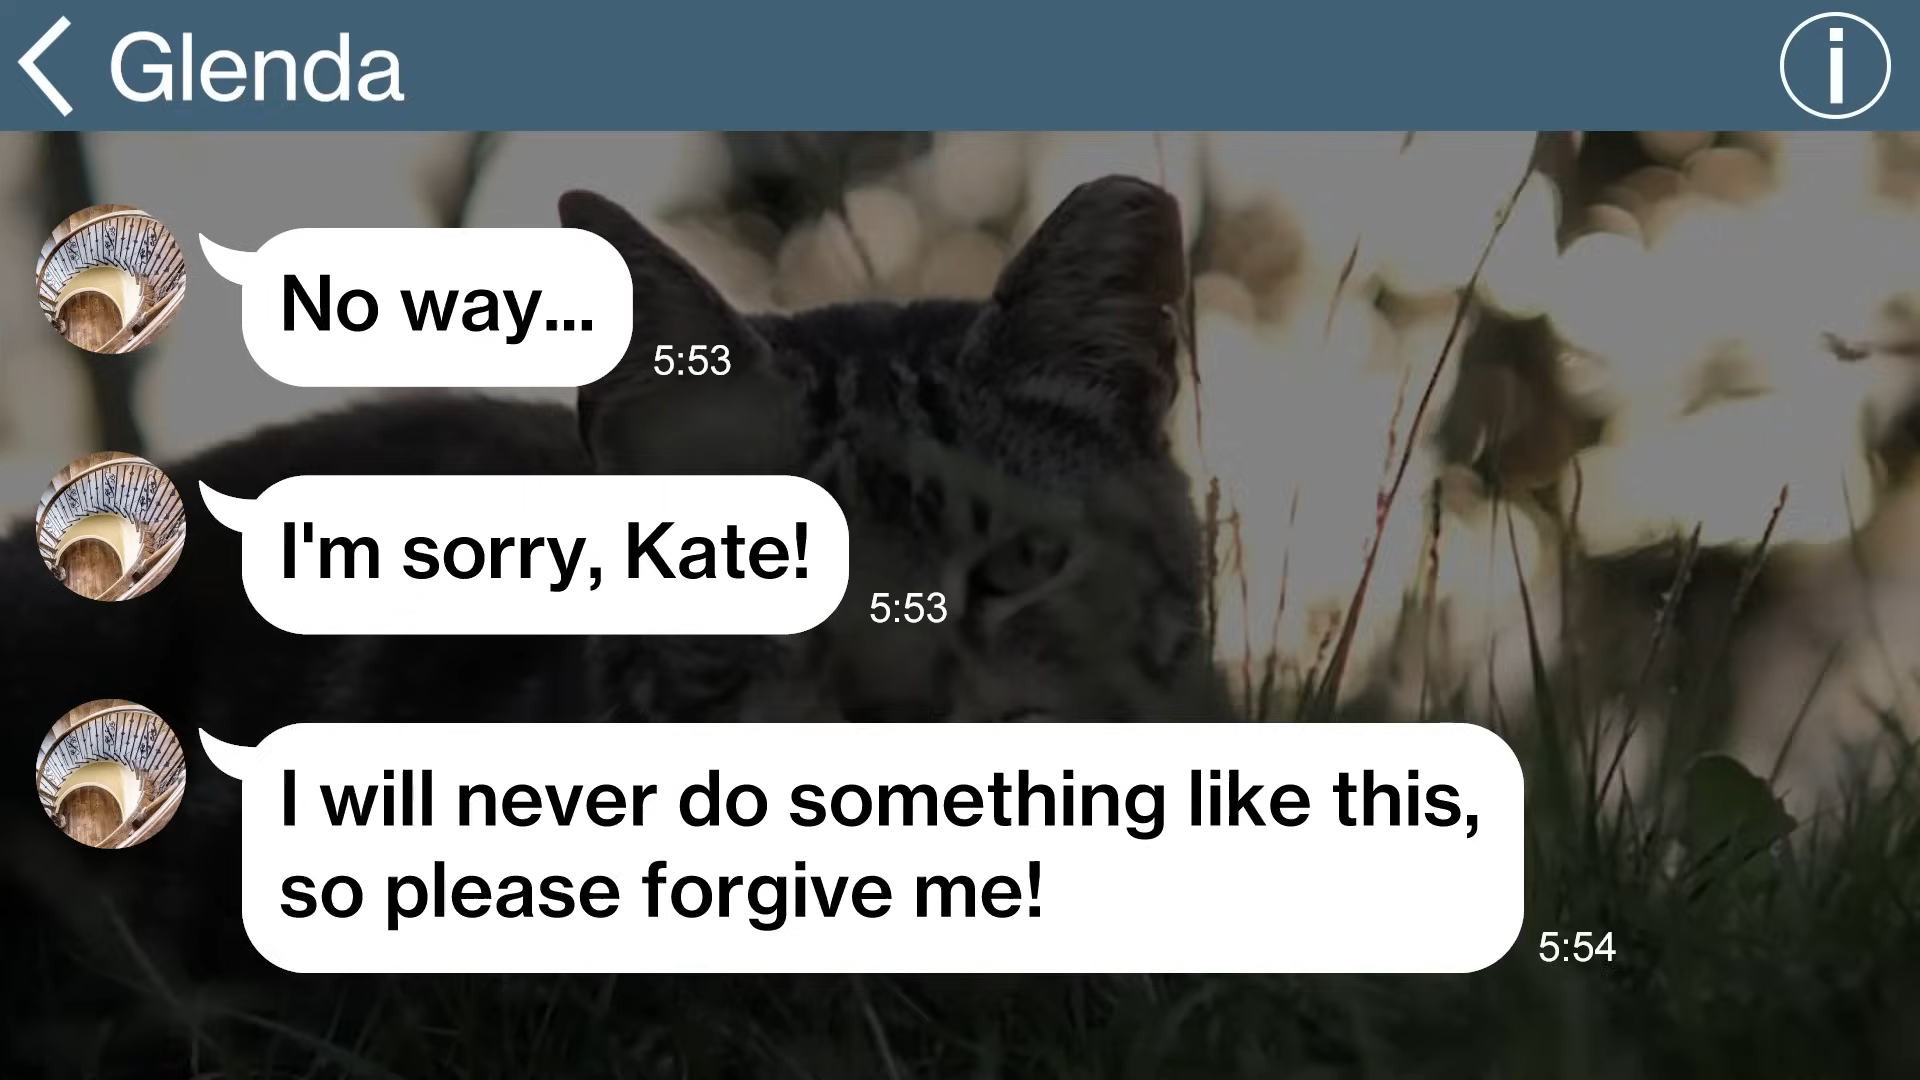 Glenda
No way...
5:53
I'm sorry, Kate!
5:53
I will never do something like this,
so please forgive me!
5:54